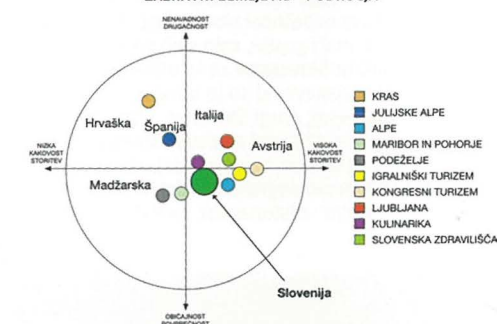 NENAVADNOST
DRUGAČNOST
Hrvaška
Španija
Italija
Avstrija
Madžarska
NIZKA
KAKOVOST
STORITEV
VISOKA
KAKOVOST
STORITEV
KRAS
JULIJSKE ALPE
ALPE
MARIBOR IN POHORJE
PODEŽELJE
IGRALNIŠKI TURIZEM
KONGRESNI TURIZEM
LJUBLJANA
KULINARIKA
SLOVENSKA ZDRAVILIŠČA
Slovenija
OBIČAJNOST